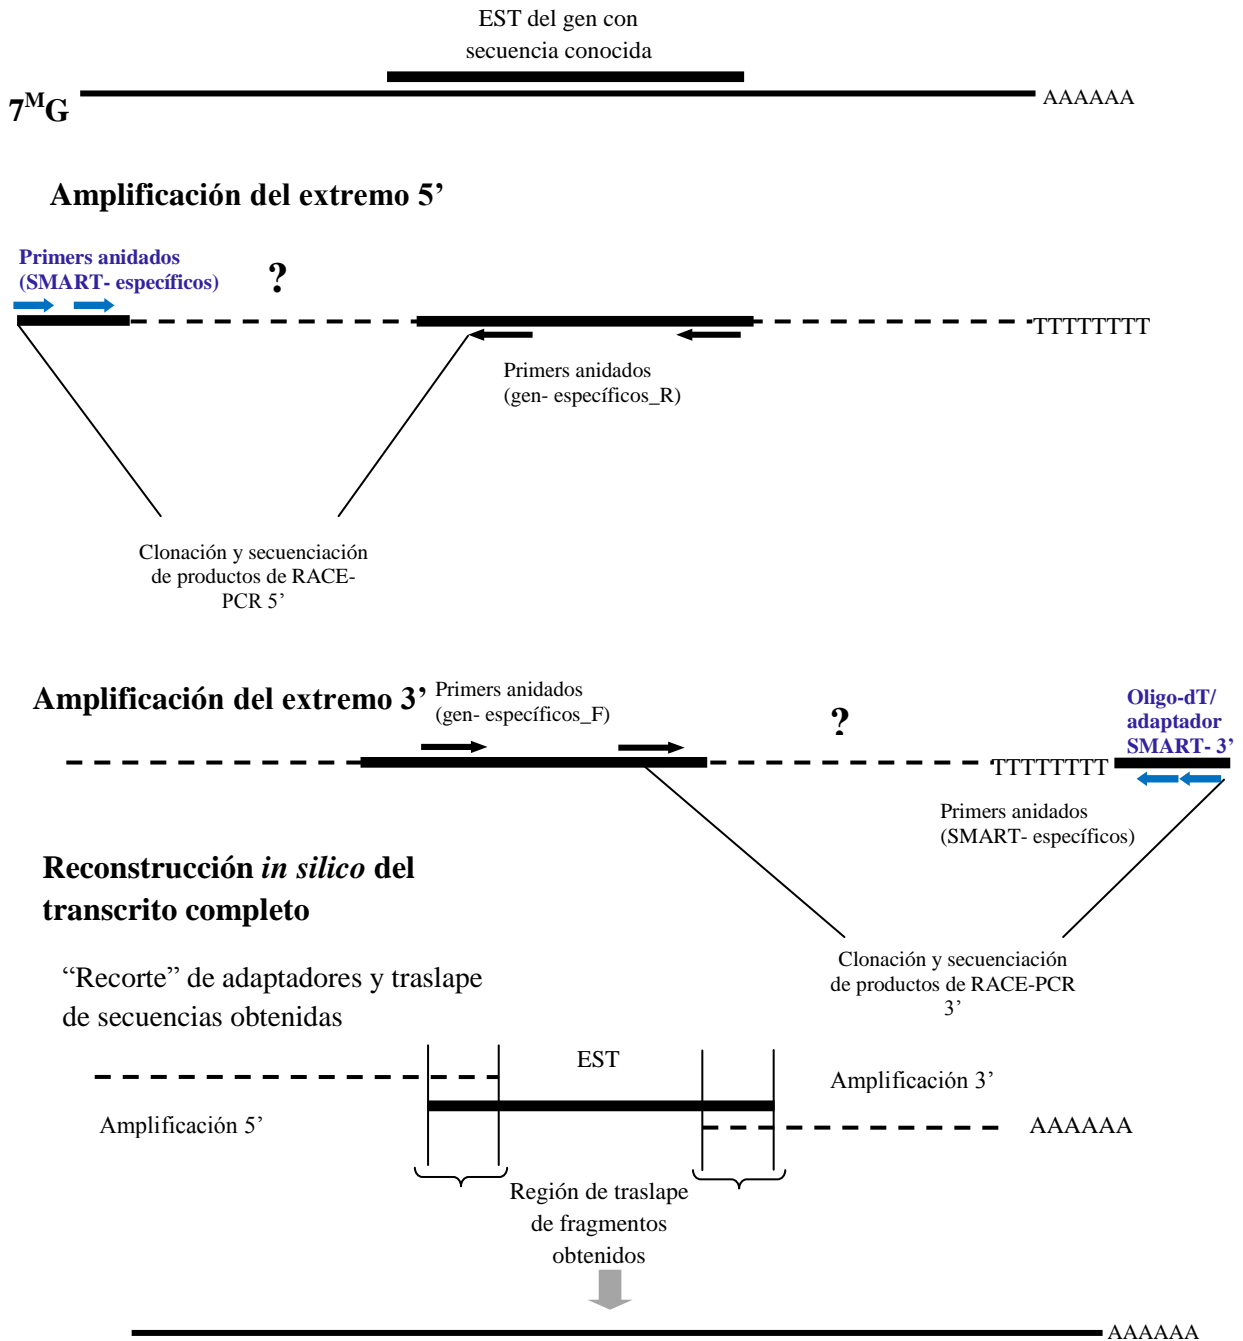 EST del gen con
secuencia conocida
7ᴹG
AAAAAA
Amplificación del extremo 5’
Primers anidados
(SMART- específicos)
?
TTTTTTTT
Primers anidados
(gen- específicos_R)
Clonación y secuenciación
de productos de RACE-
PCR 5’
Amplificación del extremo 3’
Primers anidados
(gen- específicos_F)
?
Oligo-dT/
adaptador
SMART- 3’
TTTTTTTT
Primers anidados
(SMART- específicos)
Reconstrucción in silico del
transcrito completo
Clonación y secuenciación
de productos de RACE-PCR
3’
“Recorte” de adaptadores y traslape
de secuencias obtenidas
EST
Amplificación 3’
Amplificación 5’
AAAAAA
Región de traslape
de fragmentos
obtenidos
AAAAAA